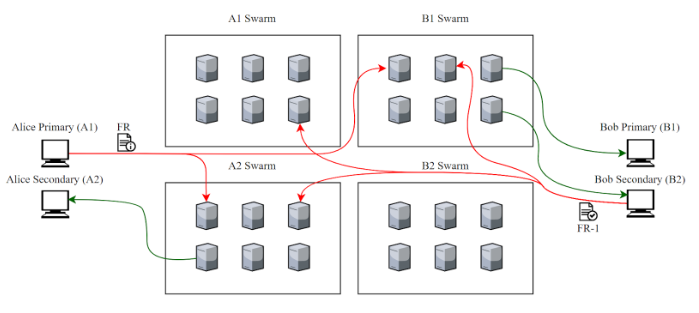 A1 Swarm
B1 Swarm
Alice Primary (A1)
FR
Bob Primary (B1)
A2 Swarm
B2 Swarm
Alice Secondary (A2)
Bob Secondary (B2)
FR-1